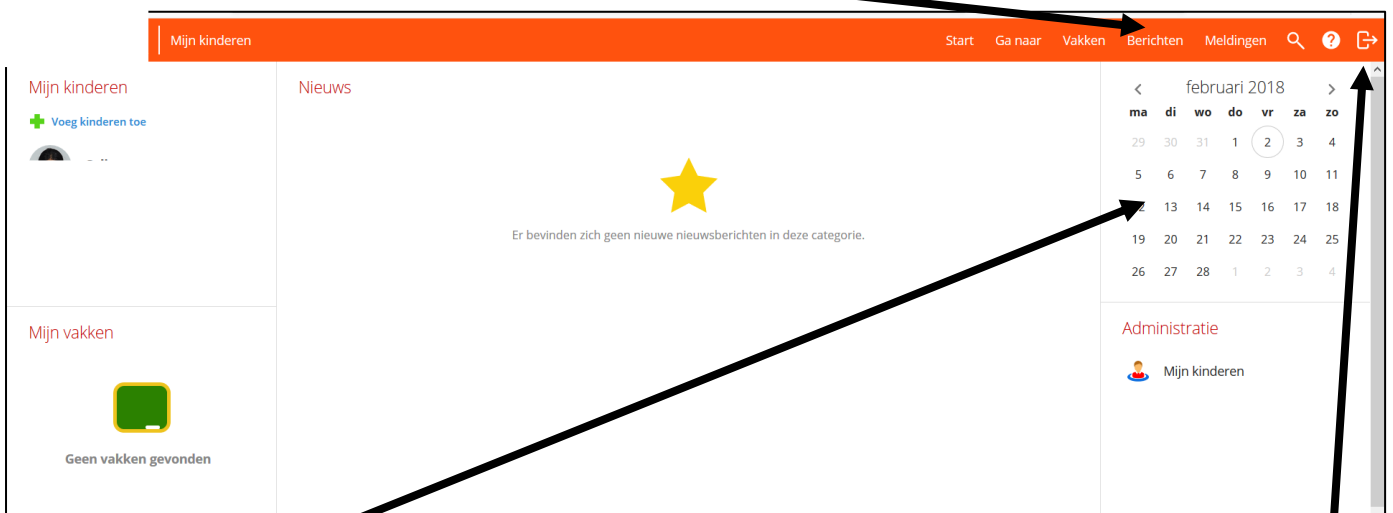 Mijn kinderen
Start Ga naar Vakken Berichten Meldingen
Mijn kinderen
Voeg kinderen toe
Nieuws
Er bevinden zich geen nieuwe nieuwsberichten in deze categorie.
februari 2018
ma di wo do vr za zo
29 30 31 1 2 3 4
5 6 7 8 9 10 11
13 14 15 16 17 18
19 20 21 22 23 24 25
26 27 28 1 2 3 4
Mijn vakken
Geen vakken gevonden
Administratie
Mijn kinderen